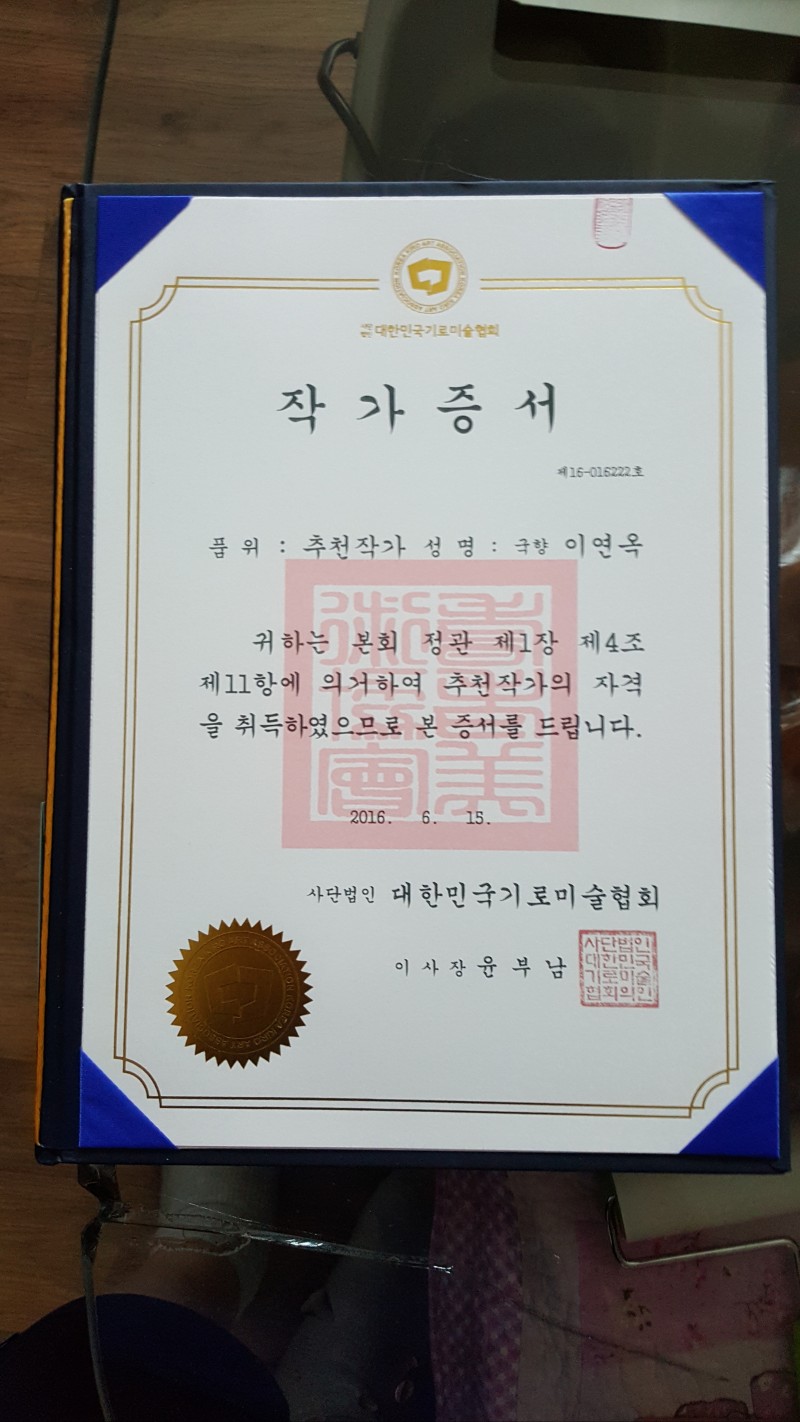 대한민국기로미술협회
작가증서
제16-016222호
품위 : 추천작가 성명 : 국향 이연옥
귀하는 본회 정관 제1장 제4조
제11항에 의거하여 추천작가의 자격
을 취득하였으므로 본 증서를 드립니다.
2016. 6. 15.
사단법인 대한민국기로미술협회
이사장 윤부남
사단법인
대한민국
기로미술
협회의인